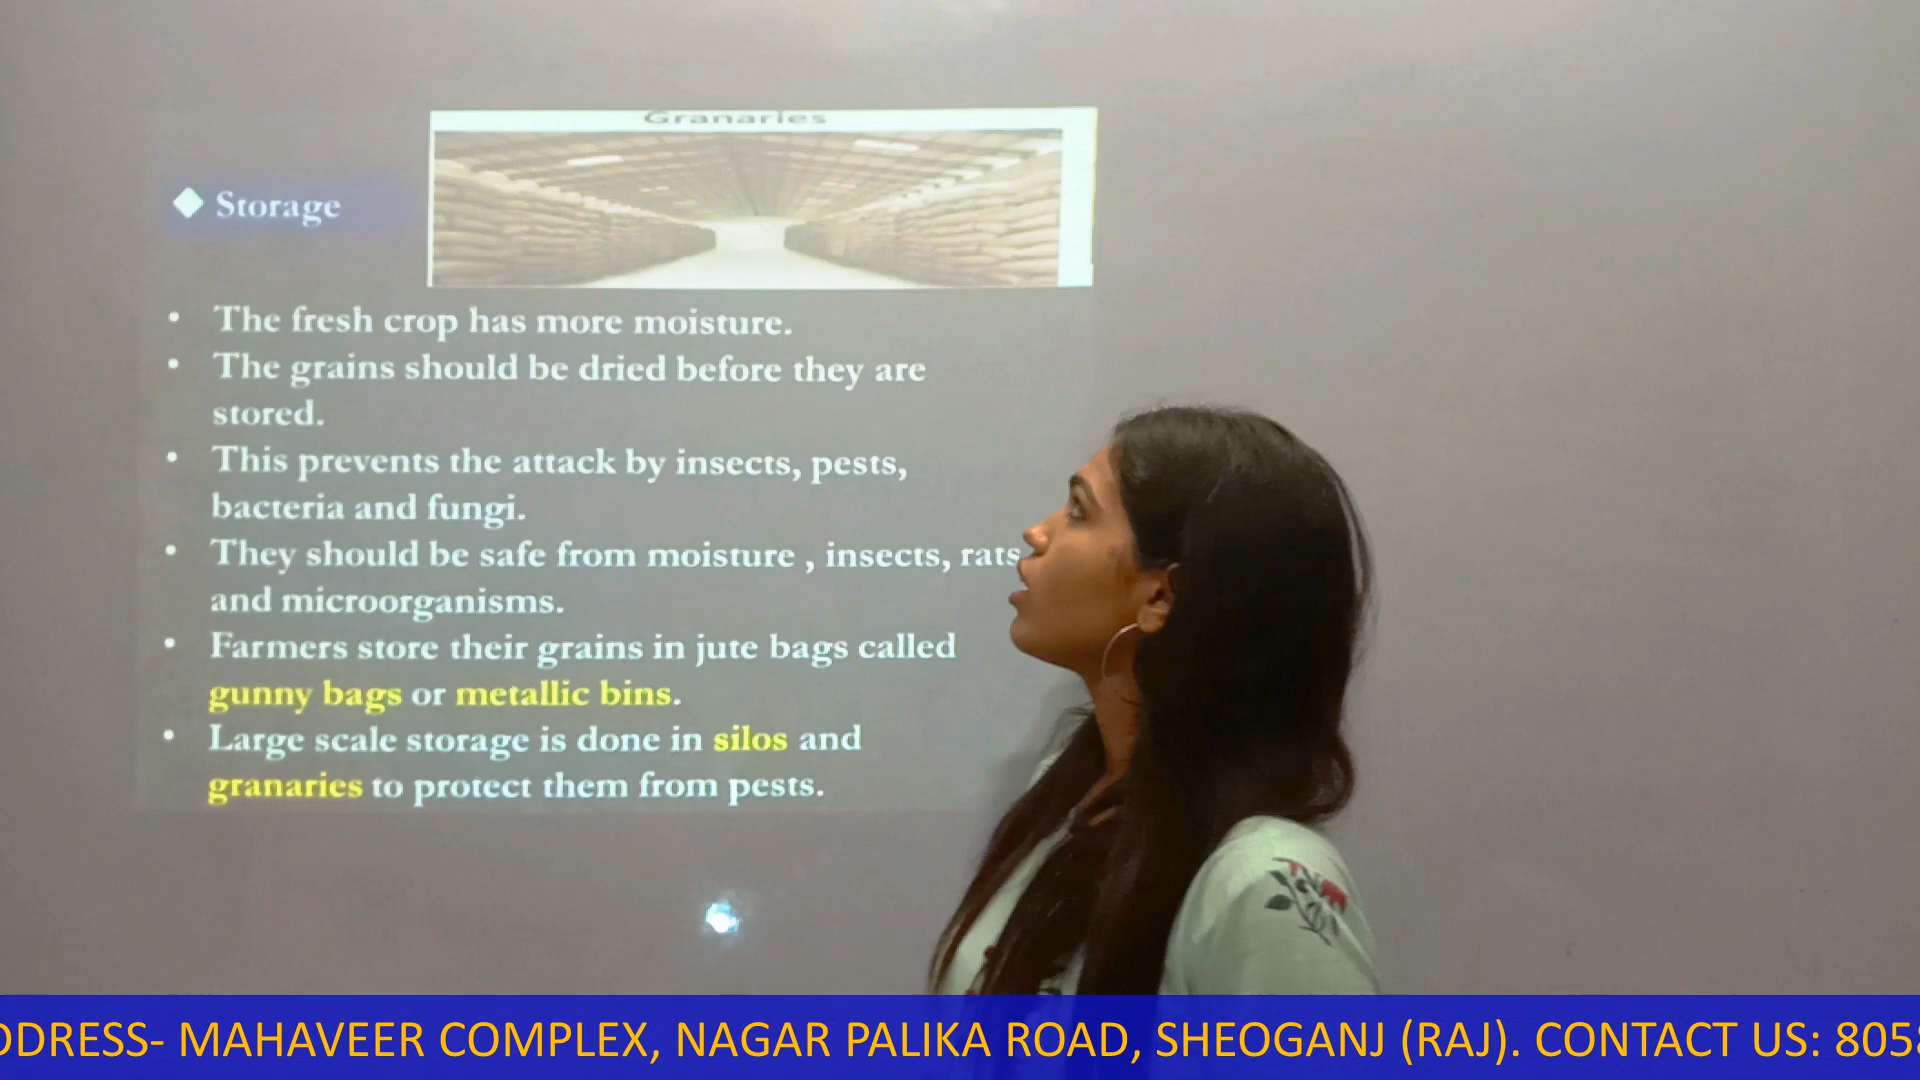 Granaries
Storage
• The fresh crop has more moisture.
• The grains should be dried before they are
stored.
• This prevents the attack by insects, pests,
bacteria and fungi.
• They should be safe from moisture , insects, rats
and microorganisms.
• Farmers store their grains in jute bags called
gunny bags or metallic bins.
• Large scale storage is done in silos and
granaries to protect them from pests.
DDRESS- MAHAVEER COMPLEX, NAGAR PALIKA ROAD, SHEOGANJ (RAJ). CONTACT US: 805